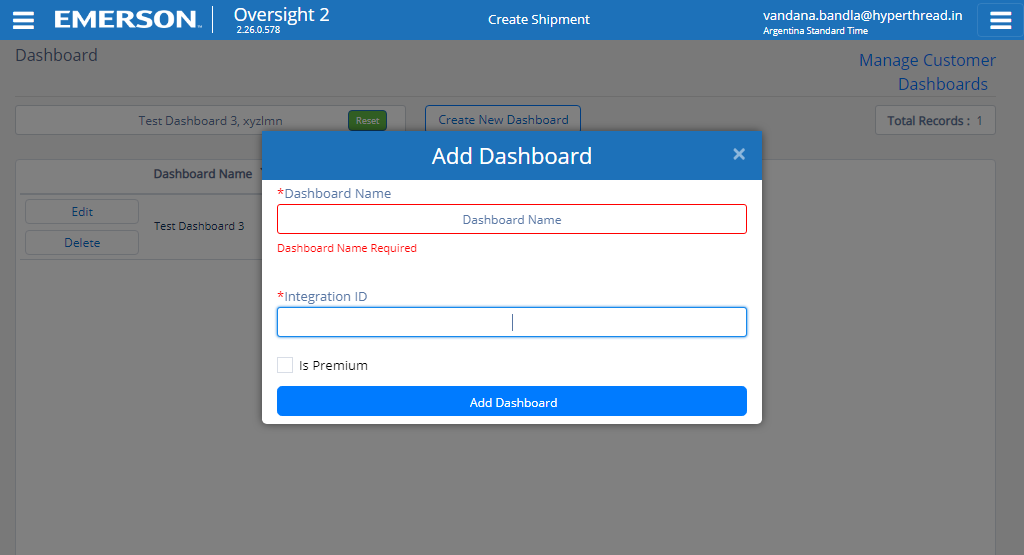 EMERSON™
Oversight 2
2.26.0.578
Create Shipment
vandana.bandla@hyperthread.in
Argentina Standard Time
Dashboard
Manage Customer
Dashboards
Test Dashboard 3, xyzlmn
Reset
Create New Dashboard
Total Records : 1
Dashboard Name
Edit
Delete
Test Dashboard 3
Add Dashboard
×
*Dashboard Name
Dashboard Name
Dashboard Name Required
*Integration ID
Is Premium
Add Dashboard